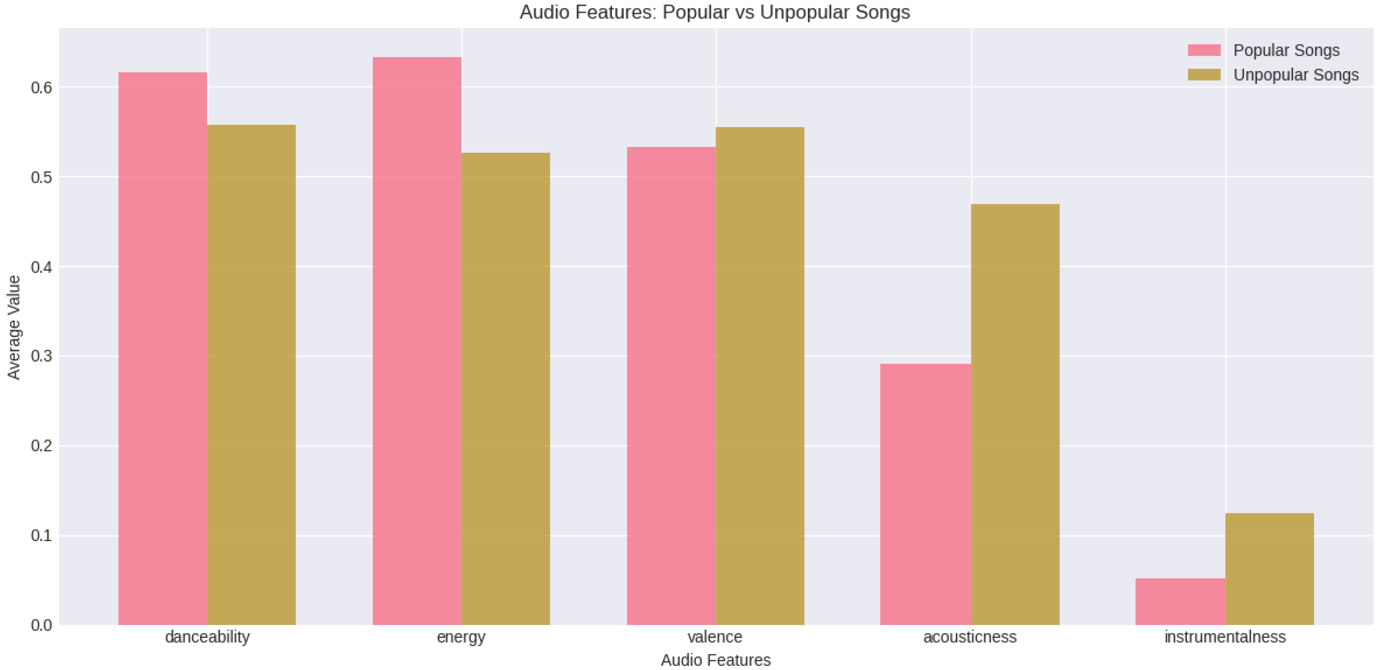 Audio Features: Popular vs Unpopular Songs
Popular Songs
Unpopular Songs
Average Value
0.6
0.5
0.4
0.3
0.2
0.1
0.0
danceability energy valence acousticness instrumentalness
Audio Features